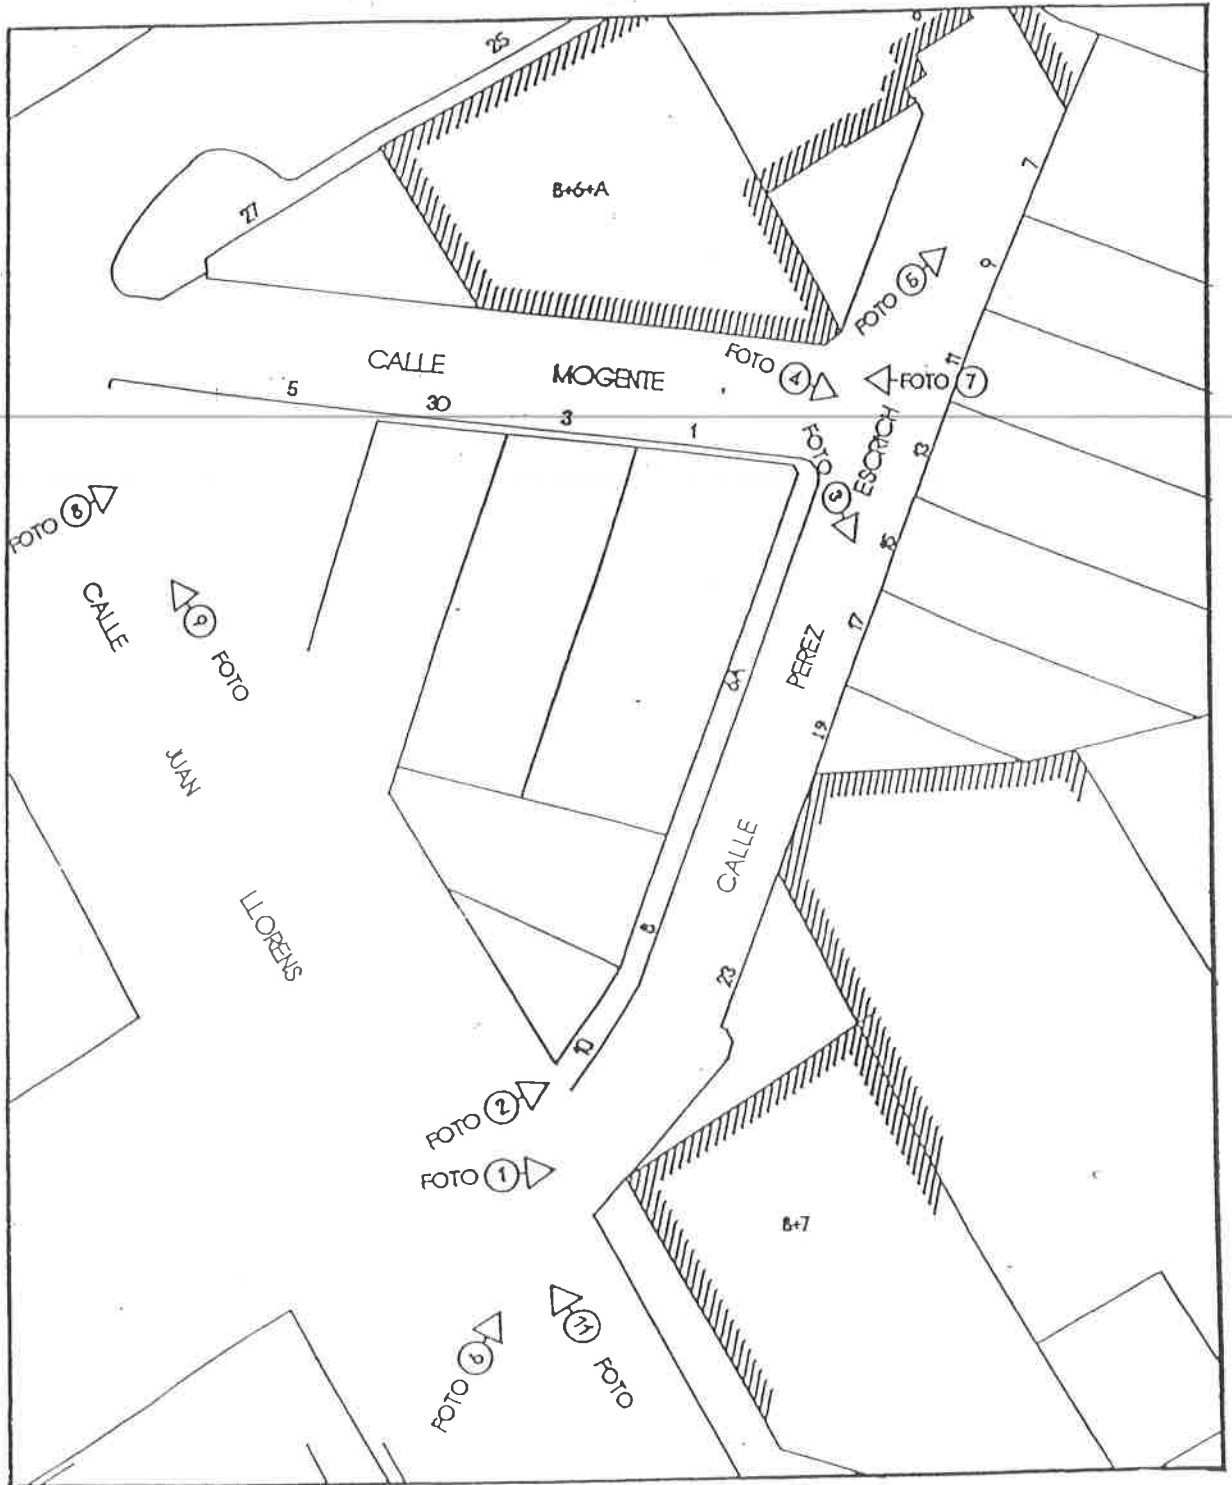 25
B+6+A
27
7
9
FOTO 5
CALLE MOGENTE
FOTO 4
FOTO 7
11
5
30
3
1
13
FOTO 3
15
17
19
23
CALLE PEREZ ESCRICH
6A
8
10
FOTO 8
FOTO 9
CALLE JUAN LLORENS
FOTO 2
FOTO 1
B+7
FOTO 6
FOTO 11